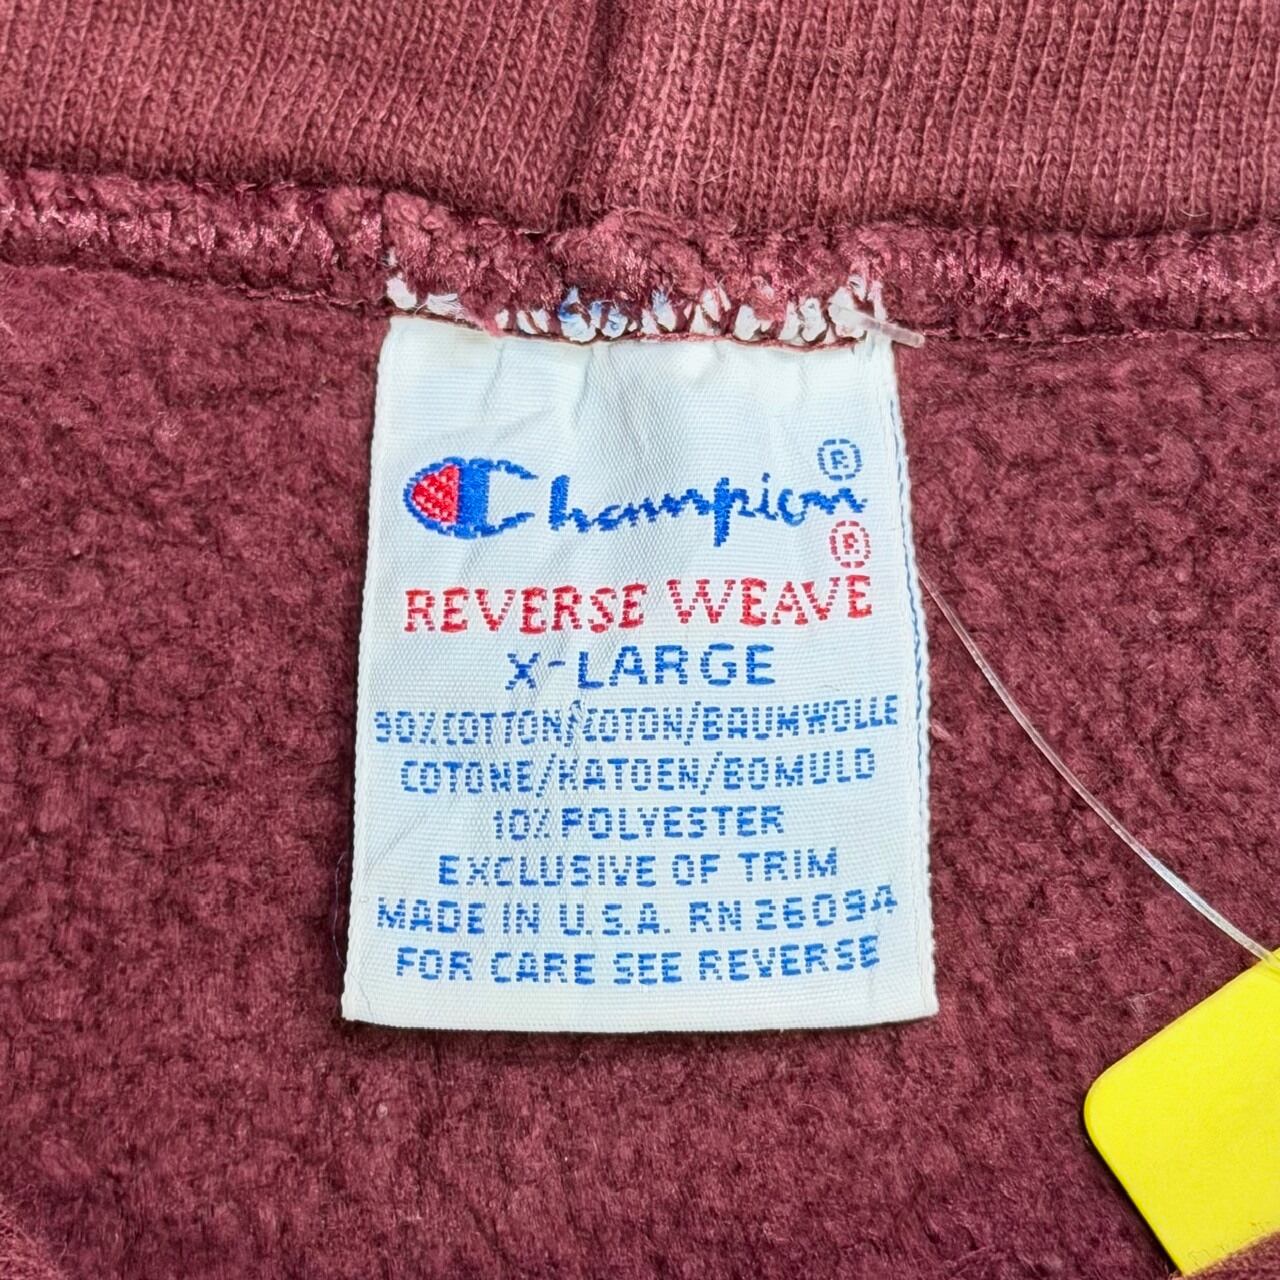 Champion®
®
REVERSE WEAVE
X-LARGE
90% COTTON/COTON/BAUMWOLLE
COTONE/KATOEN/BOMULD
10% POLYESTER
EXCLUSIVE OF TRIM
MADE IN U.S.A. RN 26094
FOR CARE SEE REVERSE